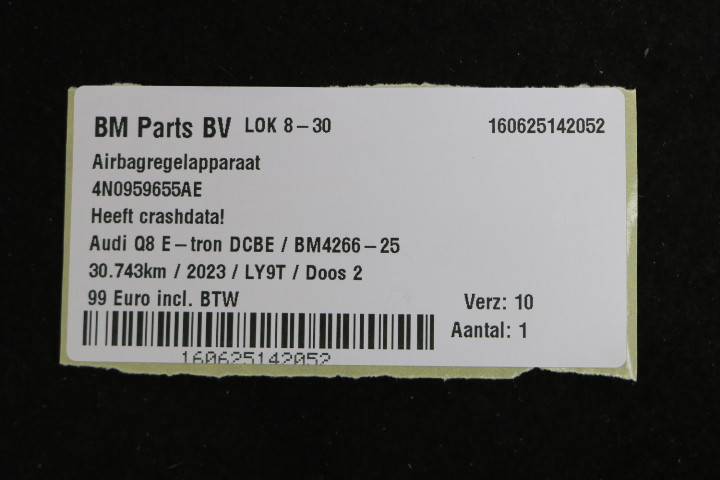 BM Parts BV LOK 8-30 160625142052
Airbagregelapparaat
4N0959655AE
Heeft crashdata!
Audi Q8 E-tron DCBE / BM4266-25
30.743km / 2023 / LY9T / Doos 2
99 Euro incl. BTW Verz: 10
Aantal: 1
160625142052